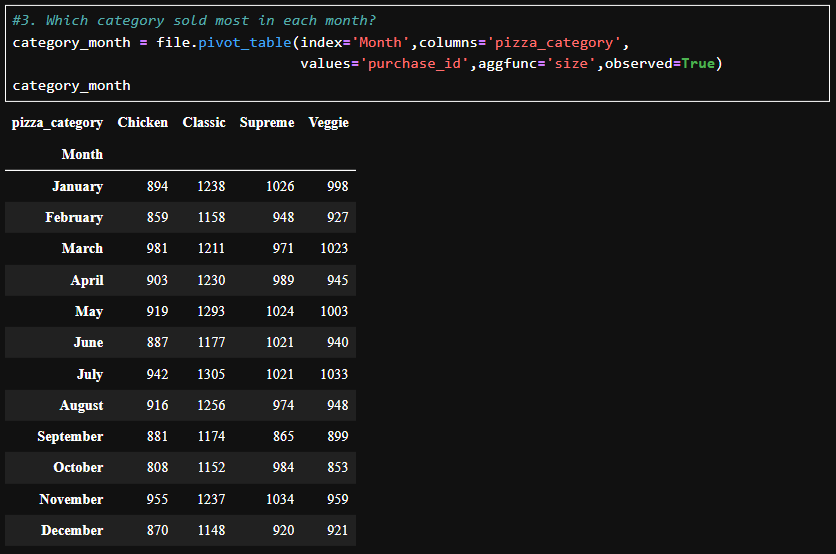 #3. Which category sold most in each month?
category_month = file.pivot_table(index='Month',columns='pizza_category',
values='purchase_id',aggfunc='size',observed=True)
category_month
pizza_category Chicken Classic Supreme Veggie
Month
January 894 1238 1026 998
February 859 1158 948 927
March 981 1211 971 1023
April 903 1230 989 945
May 919 1293 1024 1003
June 887 1177 1021 940
July 942 1305 1021 1033
August 916 1256 974 948
September 881 1174 865 899
October 808 1152 984 853
November 955 1237 1034 959
December 870 1148 920 921